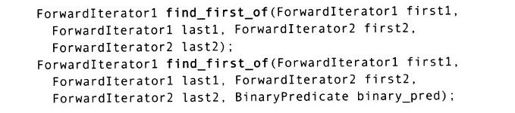 ForwardIterator1 find_first_of(ForwardIterator1 first1,
ForwardIterator1 last1, ForwardIterator2 first2,
ForwardIterator2 last2);
ForwardIterator1 find_first_of(ForwardIterator1 first1,
ForwardIterator1 last1, ForwardIterator2 first2,
ForwardIterator2 last2, BinaryPredicate binary_pred);